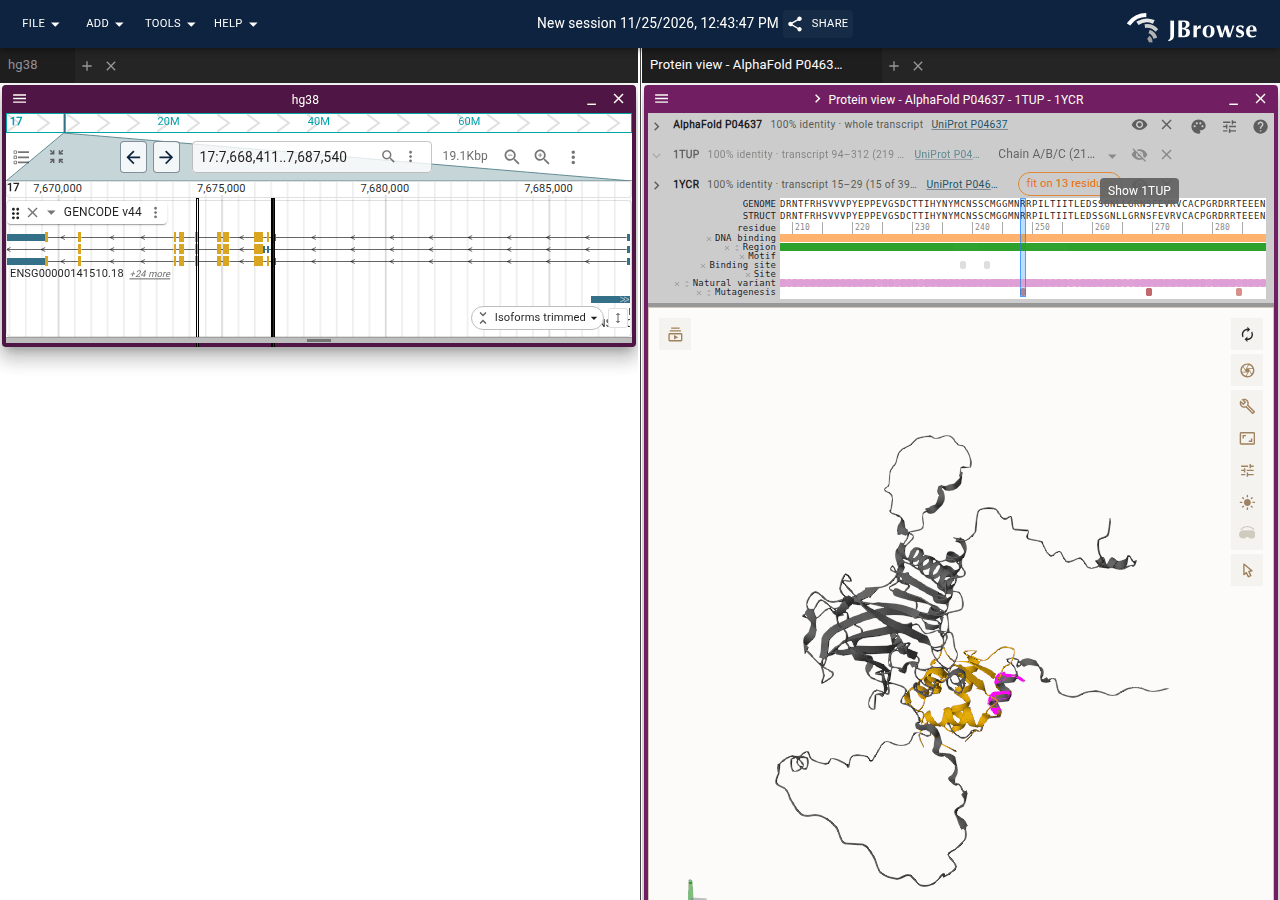 FILE ADD TOOLS HELP New session 11/25/2026, 12:43:47 PM SHARE JBrowse
hg38
Protein view - AlphaFold P0463…
hg38
17 20M 40M 60M
17:7,668,411..7,687,540 19.1Kbp
17 7,670,000 7,675,000 7,680,000 7,685,000
GENCODE v44
ENSG00000141510.18 +24 more
Isoforms trimmed
Protein view - AlphaFold P04637 - 1TUP - 1YCR
AlphaFold P04637 100% identity · whole transcript UniProt P04637
1TUP 100% identity · transcript 94–312 (219 … UniProt P04… Chain A/B/C (21…
1YCR 100% identity · transcript 15–29 (15 of 39… UniProt P046… fit on 13 residu
Show 1TUP
GENOME
STRUCT
residue 210 220 230 240 250 260 270 280
DNA binding
Region
Motif
Binding site
Site
Natural variant
Mutagenesis